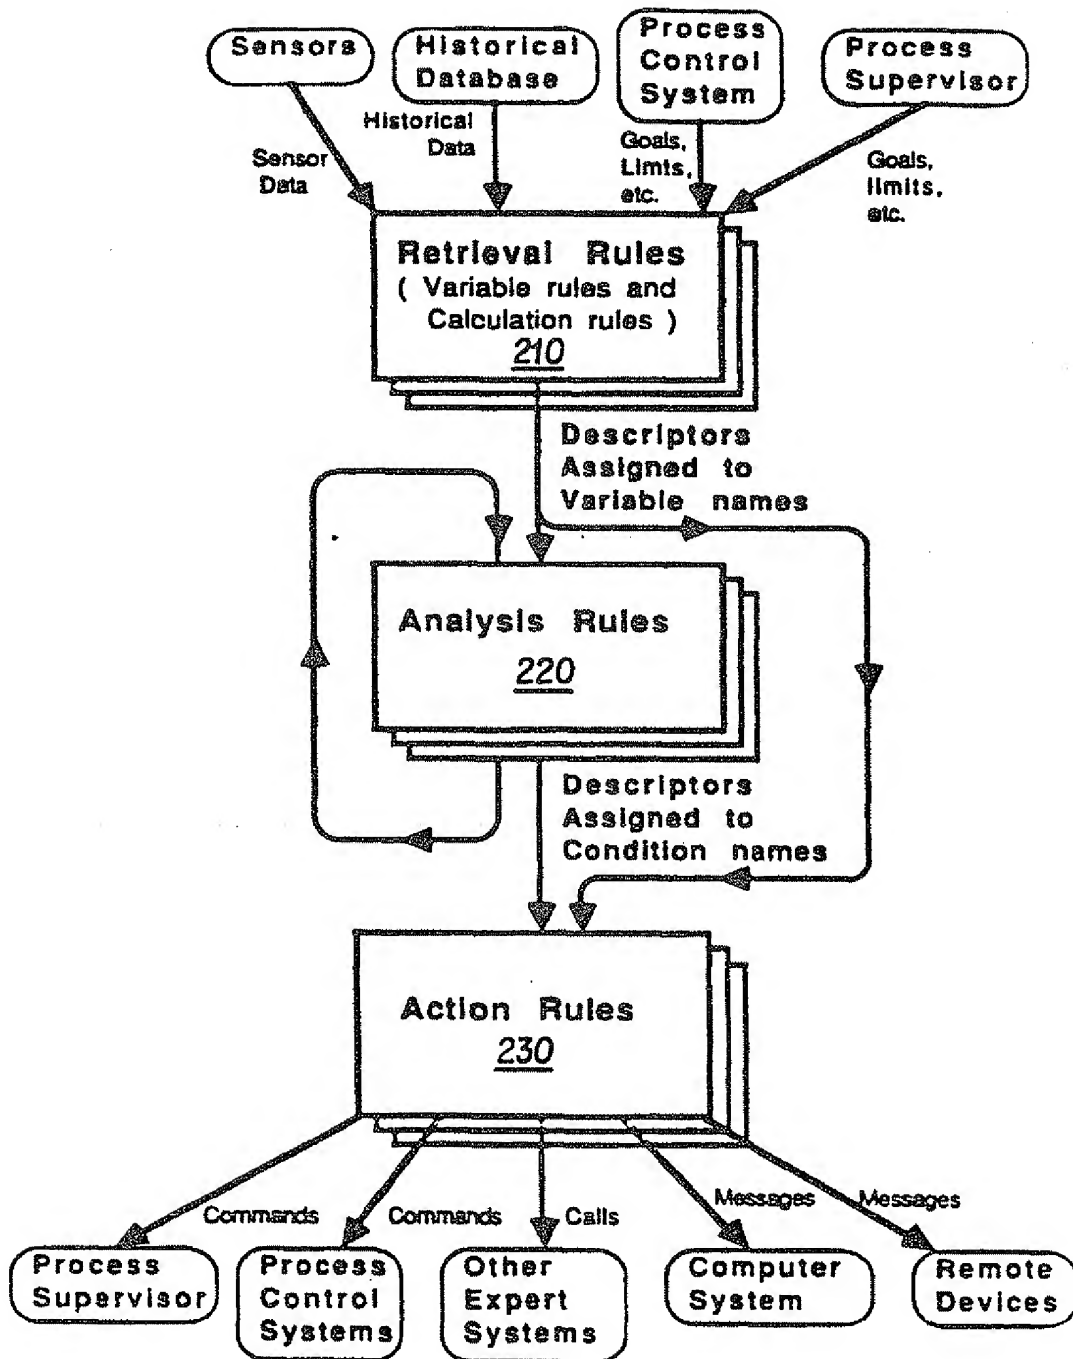 Sensors
Historical
Database
Process
Control
System
Process
Supervisor
Historical
Data
Sensor
Data
Goals,
Limts,
etc.
Goals,
limits,
etc.
Retrieval Rules
( Variable rules and
Calculation rules )
210
Descriptors
Assigned to
Variable names
Analysis Rules
220
Descriptors
Assigned to
Condition names
Action Rules
230
Commands
Commands
Calls
Messages
Messages
Process
Supervisor
Process
Control
Systems
Other
Expert
Systems
Computer
System
Remote
Devices